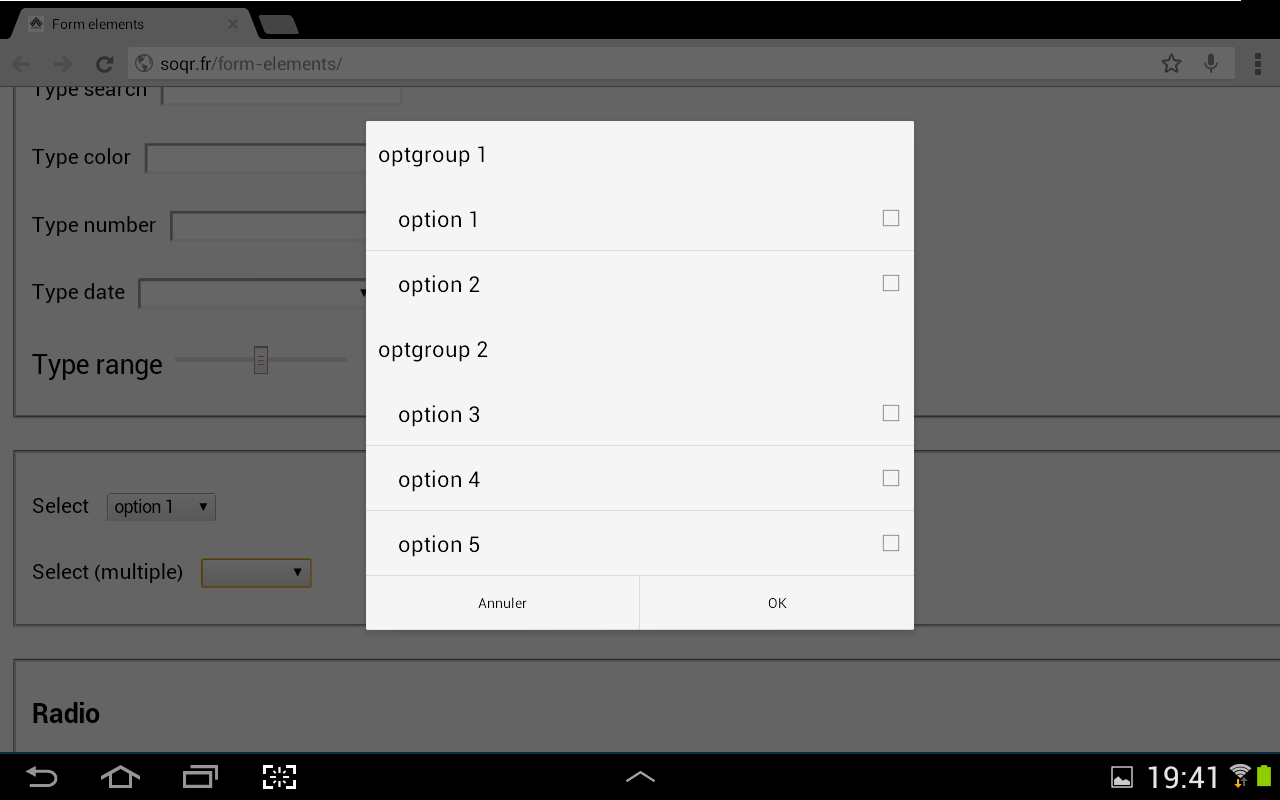 Form elements
soqr.fr/form-elements/
Type search
Type color
Type number
Type date
Type range
Select option 1
Select (multiple)
optgroup 1
option 1
option 2
optgroup 2
option 3
option 4
option 5
Annuler OK
Radio
19:41